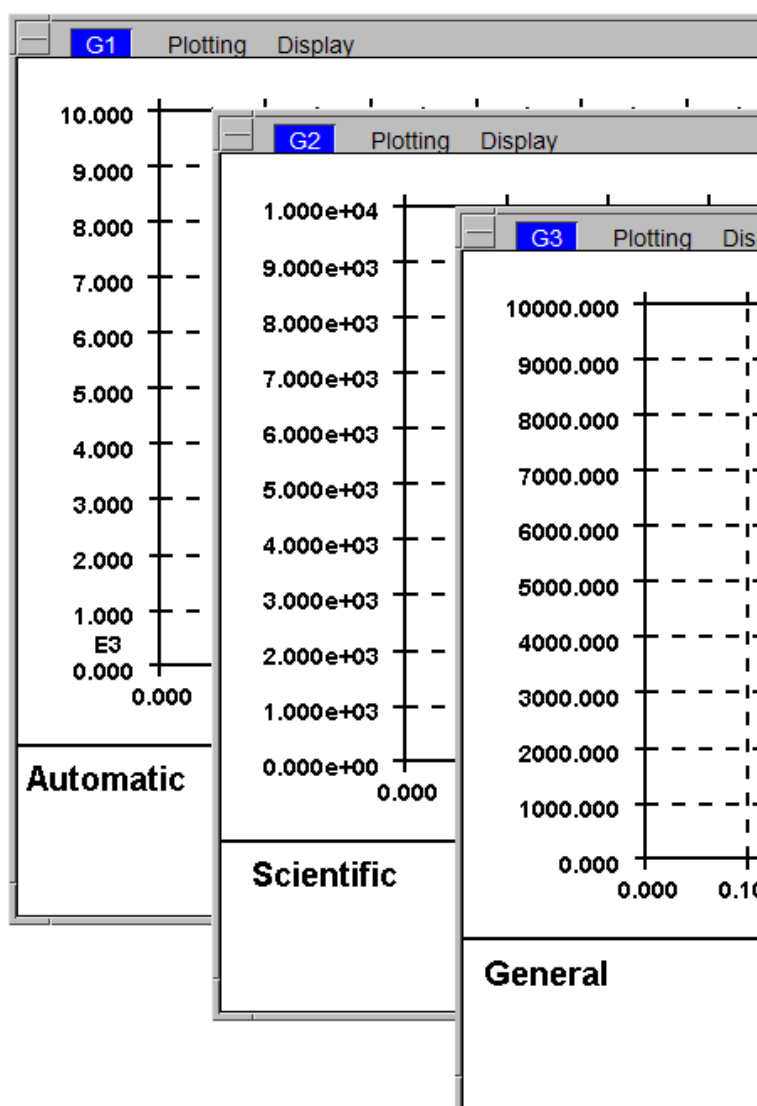 G1 Plotting Display
10.000
9.000
8.000
7.000
6.000
5.000
4.000
3.000
2.000
1.000
E3
0.000
0.000
Automatic
G2 Plotting Display
1.000e+04
9.000e+03
8.000e+03
7.000e+03
6.000e+03
5.000e+03
4.000e+03
3.000e+03
2.000e+03
1.000e+03
0.000e+00
0.000
Scientific
G3 Plotting Dis
10000.000
9000.000
8000.000
7000.000
6000.000
5000.000
4000.000
3000.000
2000.000
1000.000
0.000
0.000 0.10
General